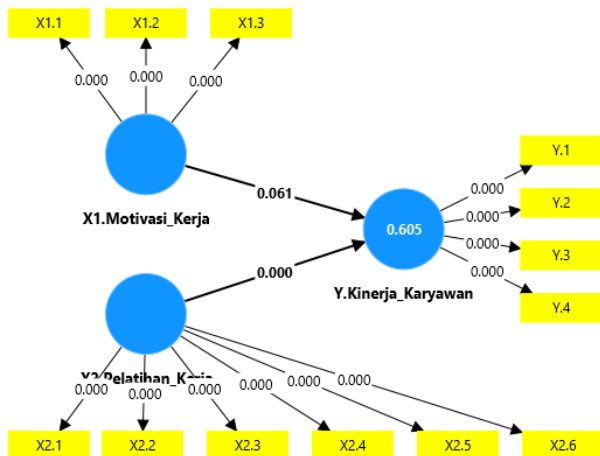 X1.1 X1.2 X1.3
0.000 0.000 0.000
X1.Motivasi_Kerja
0.061
0.000
0.605
Y.Kinerja_Karyawan
0.000 Y.1
0.000 Y.2
0.000 Y.3
0.000 Y.4
X2.Pelatihan_Kerja
0.000 0.000 0.000 0.000 0.000 0.000
X2.1 X2.2 X2.3 X2.4 X2.5 X2.6